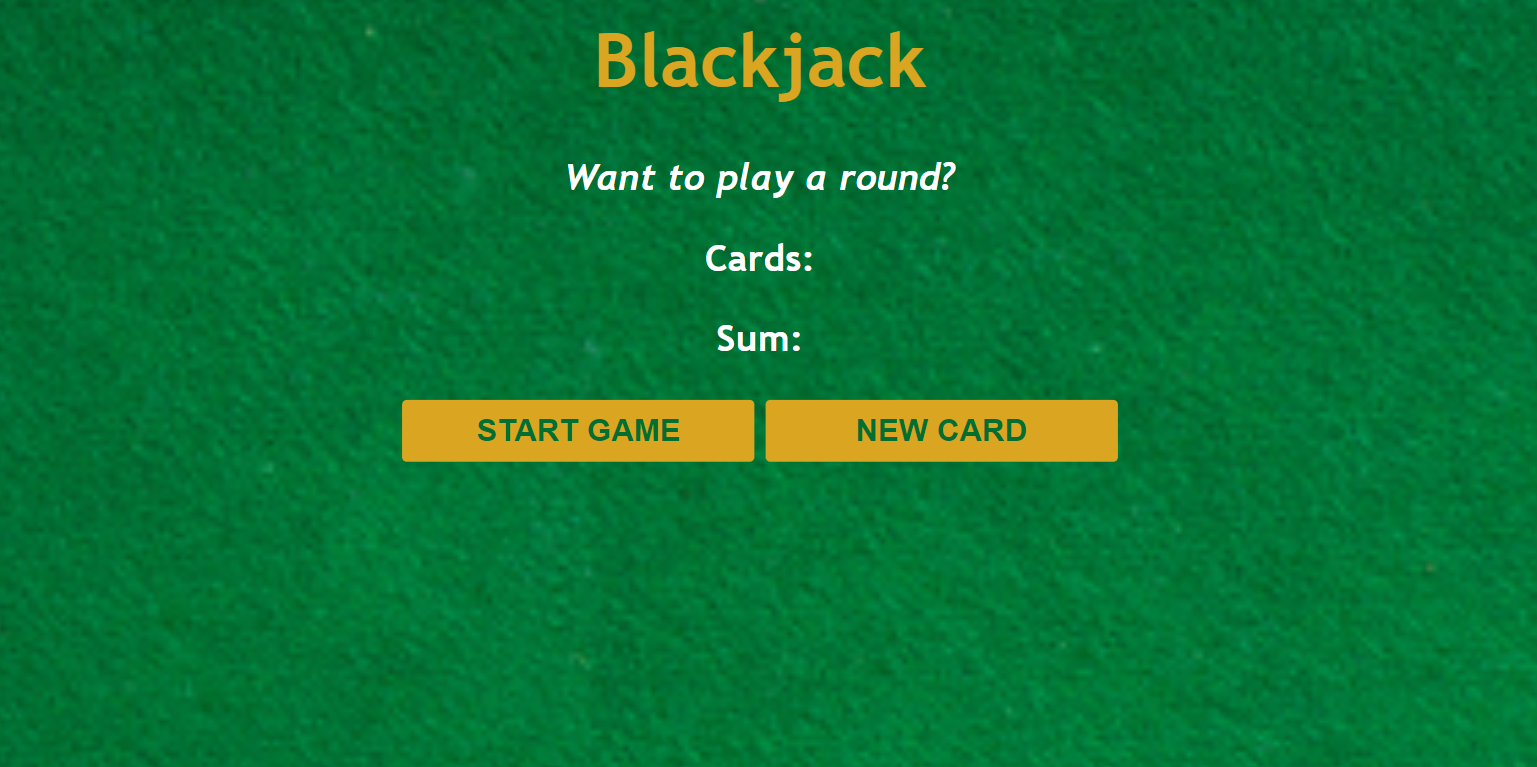 Blackjack
Want to play a round?
Cards:
Sum:
START GAME NEW CARD